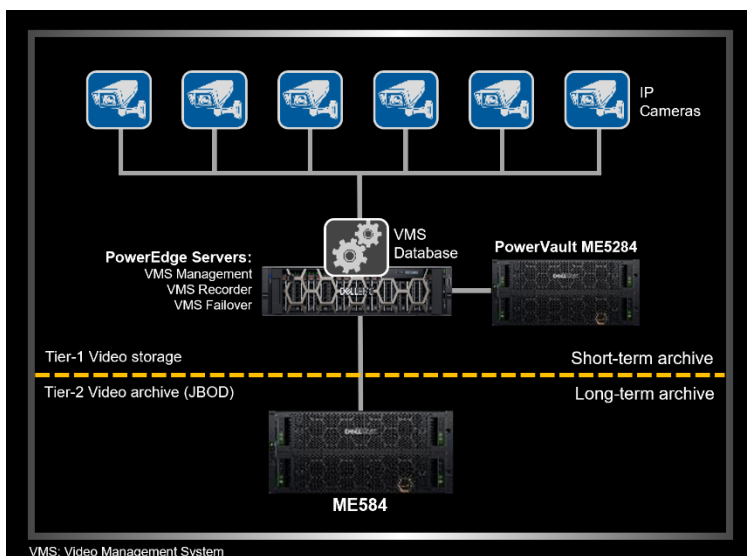 IP
Cameras
VMS
Database
PowerEdge Servers:
VMS Management
VMS Recorder
VMS Failover
PowerVault ME5284
Tier-1 Video storage
Short-term archive
Tier-2 Video archive (JBOD)
Long-term archive
ME584
VMS: Video Management System